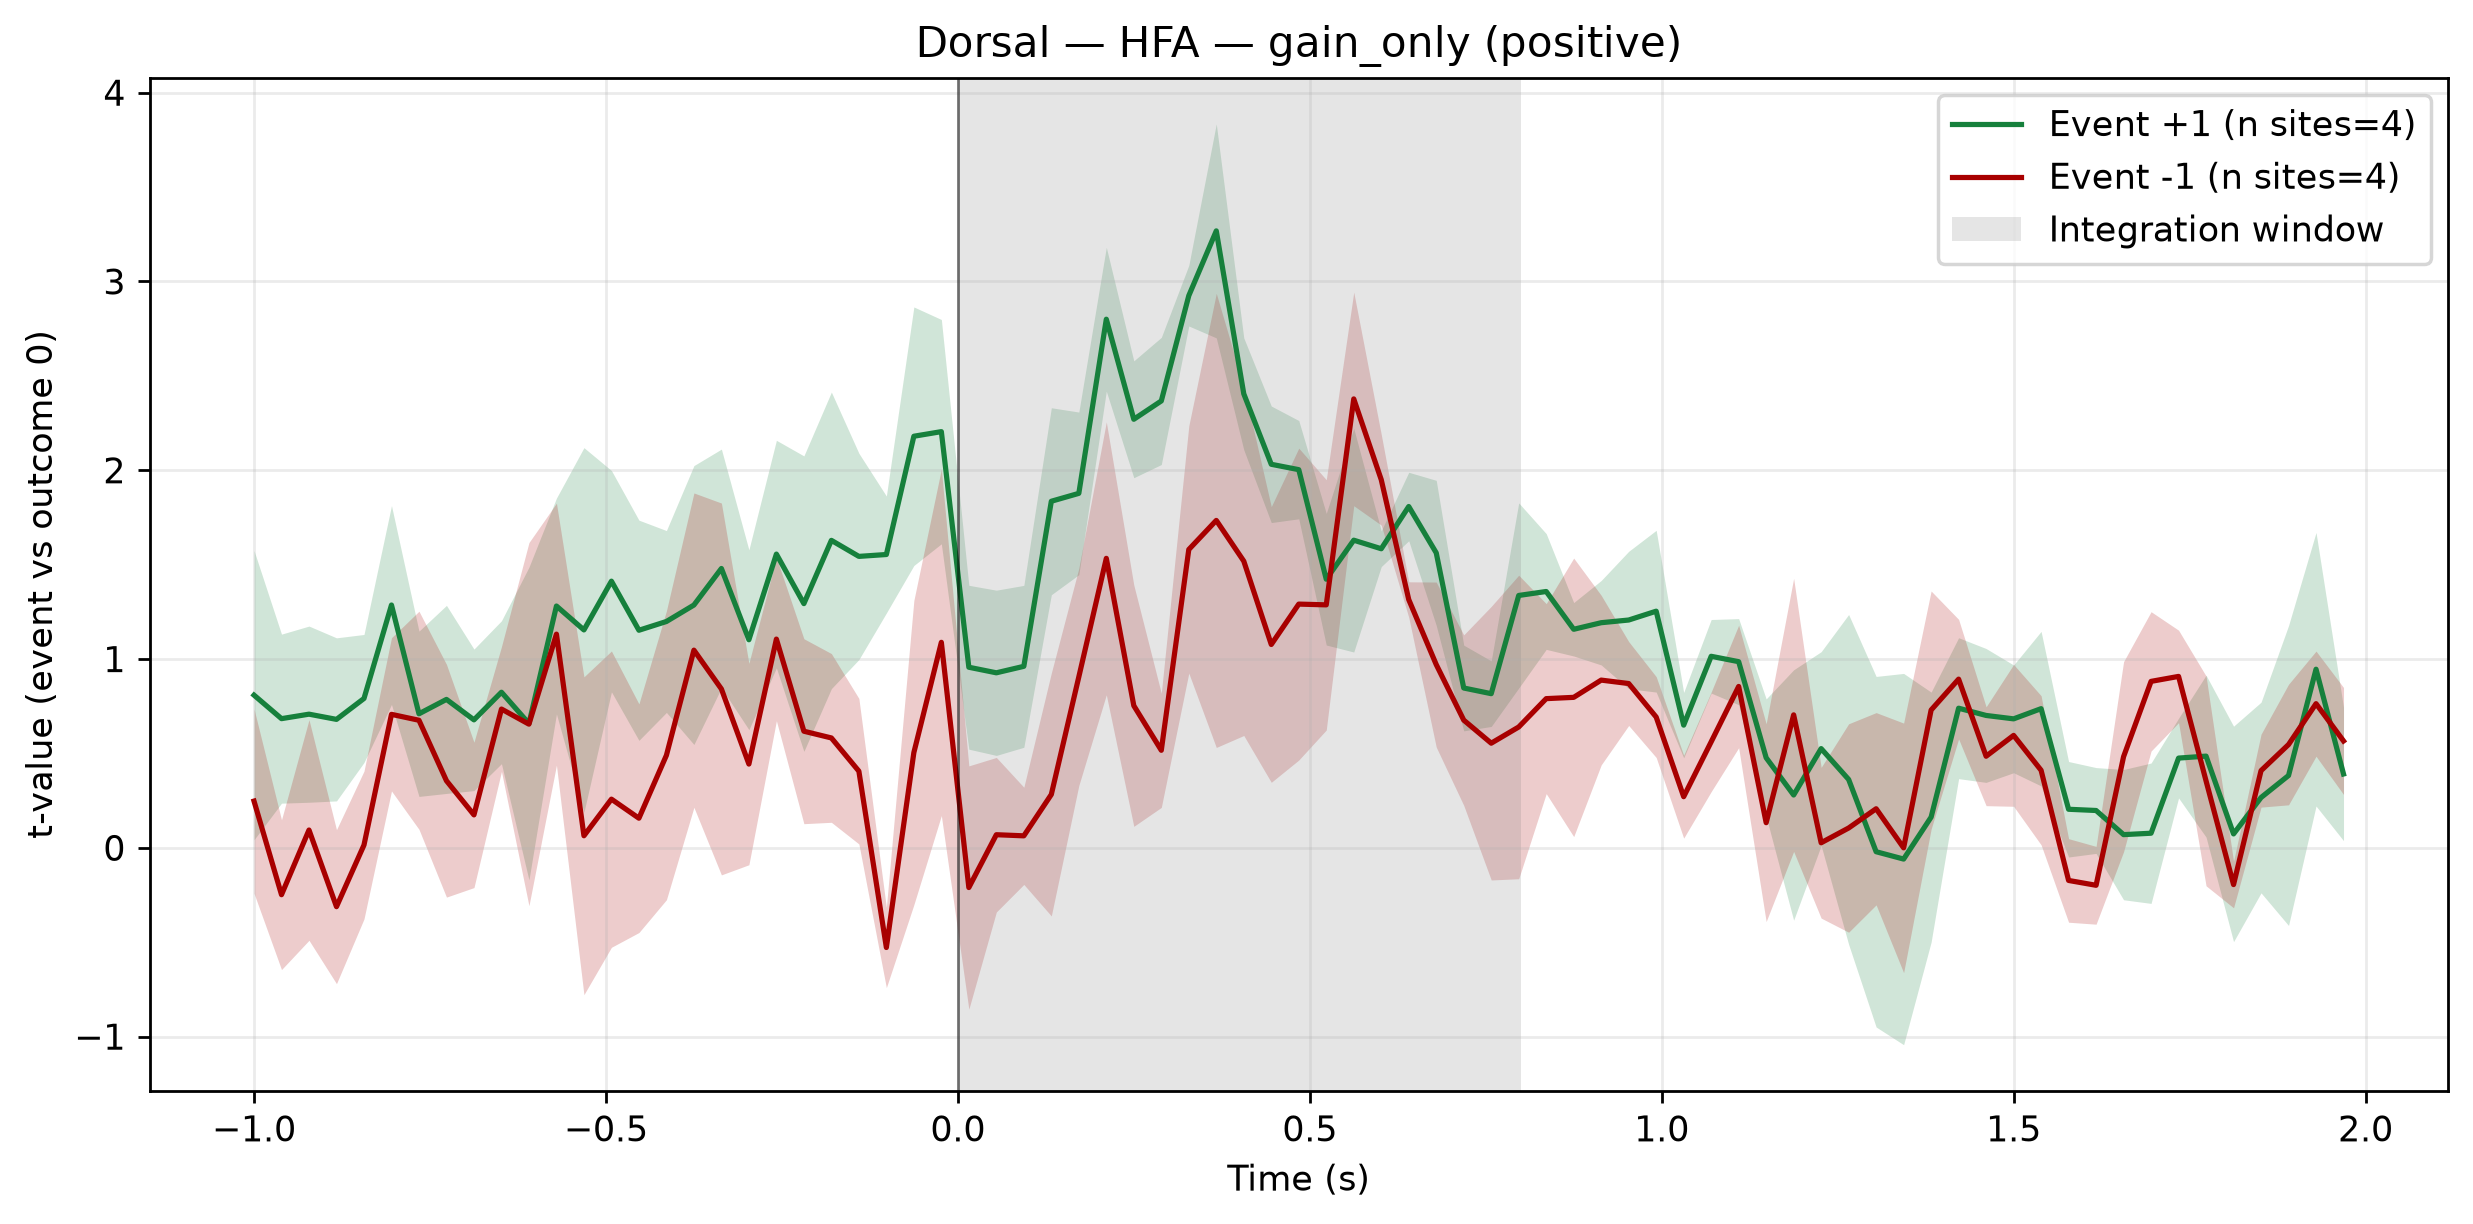 Dorsal — HFA — gain_only (positive)
t-value (event vs outcome 0)
4
3
2
1
0
−1
Event +1 (n sites=4)
Event -1 (n sites=4)
Integration window
−1.0
−0.5
0.0
0.5
1.0
1.5
2.0
Time (s)